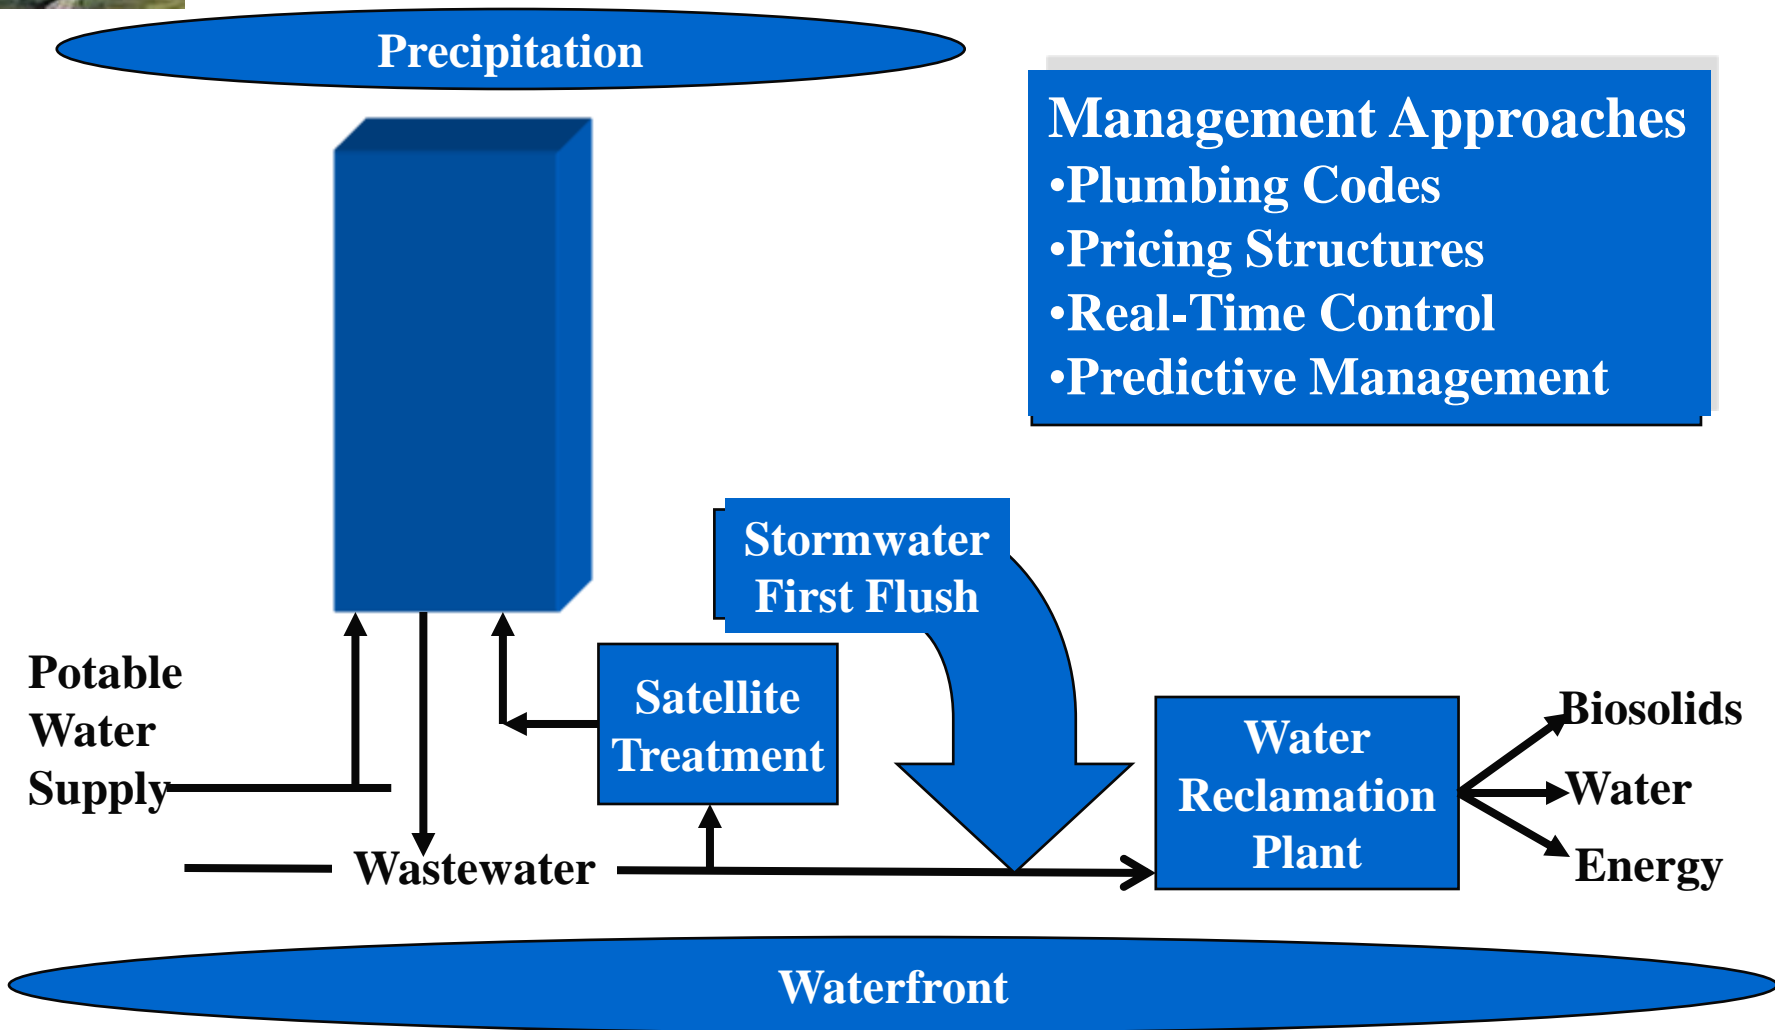 Precipitation
Management Approaches
•Plumbing Codes
•Pricing Structures
•Real-Time Control
•Predictive Management
Stormwater
First Flush
Potable
Water
Supply
Satellite
Treatment
Wastewater
Water
Reclamation
Plant
Biosolids
Water
Energy
Waterfront